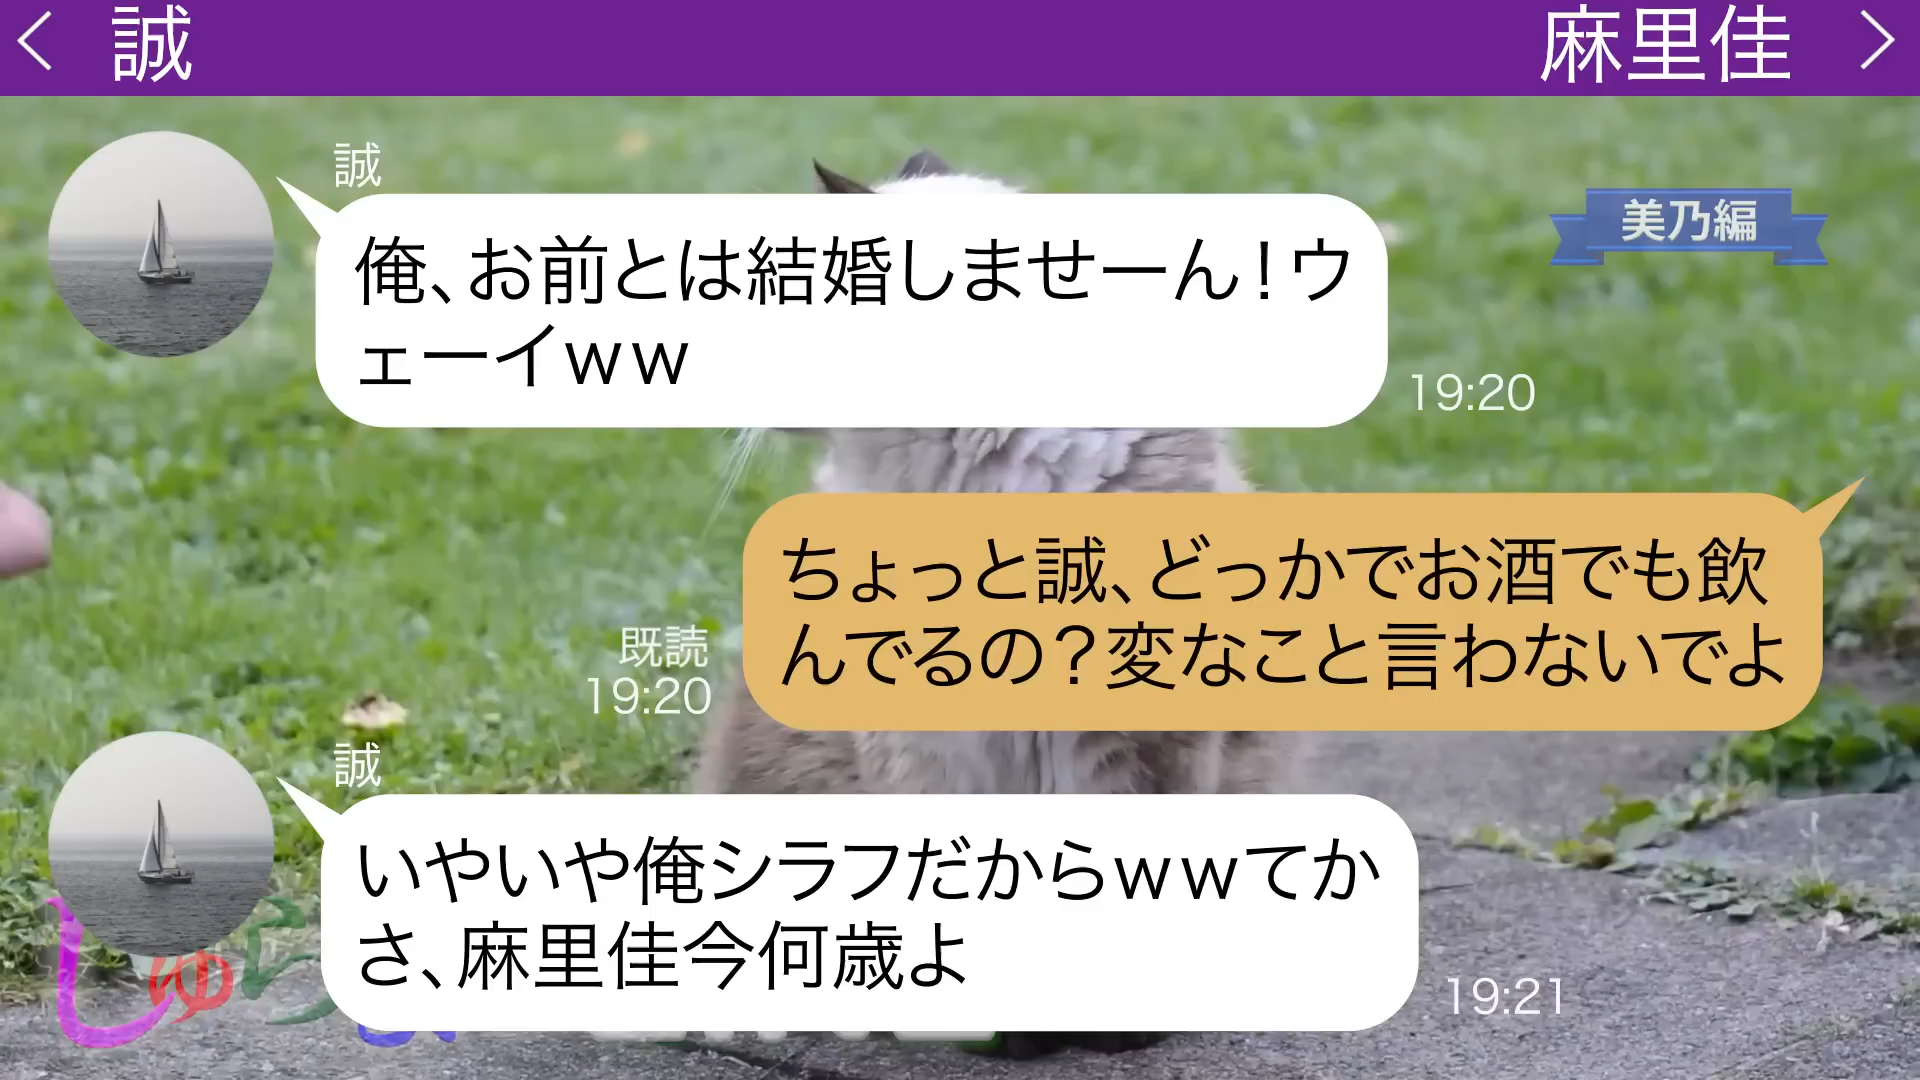 誠
麻里佳
誠
美乃編
俺、お前とは結婚しませーん！ウ
ェーイｗｗ
19:20
ちょっと誠、どっかでお酒でも飲
んでるの？変なこと言わないでよ
既読
19:20
誠
いやいや俺シラフだからｗｗてか
さ、麻里佳今何歳よ
19:21
しゅら